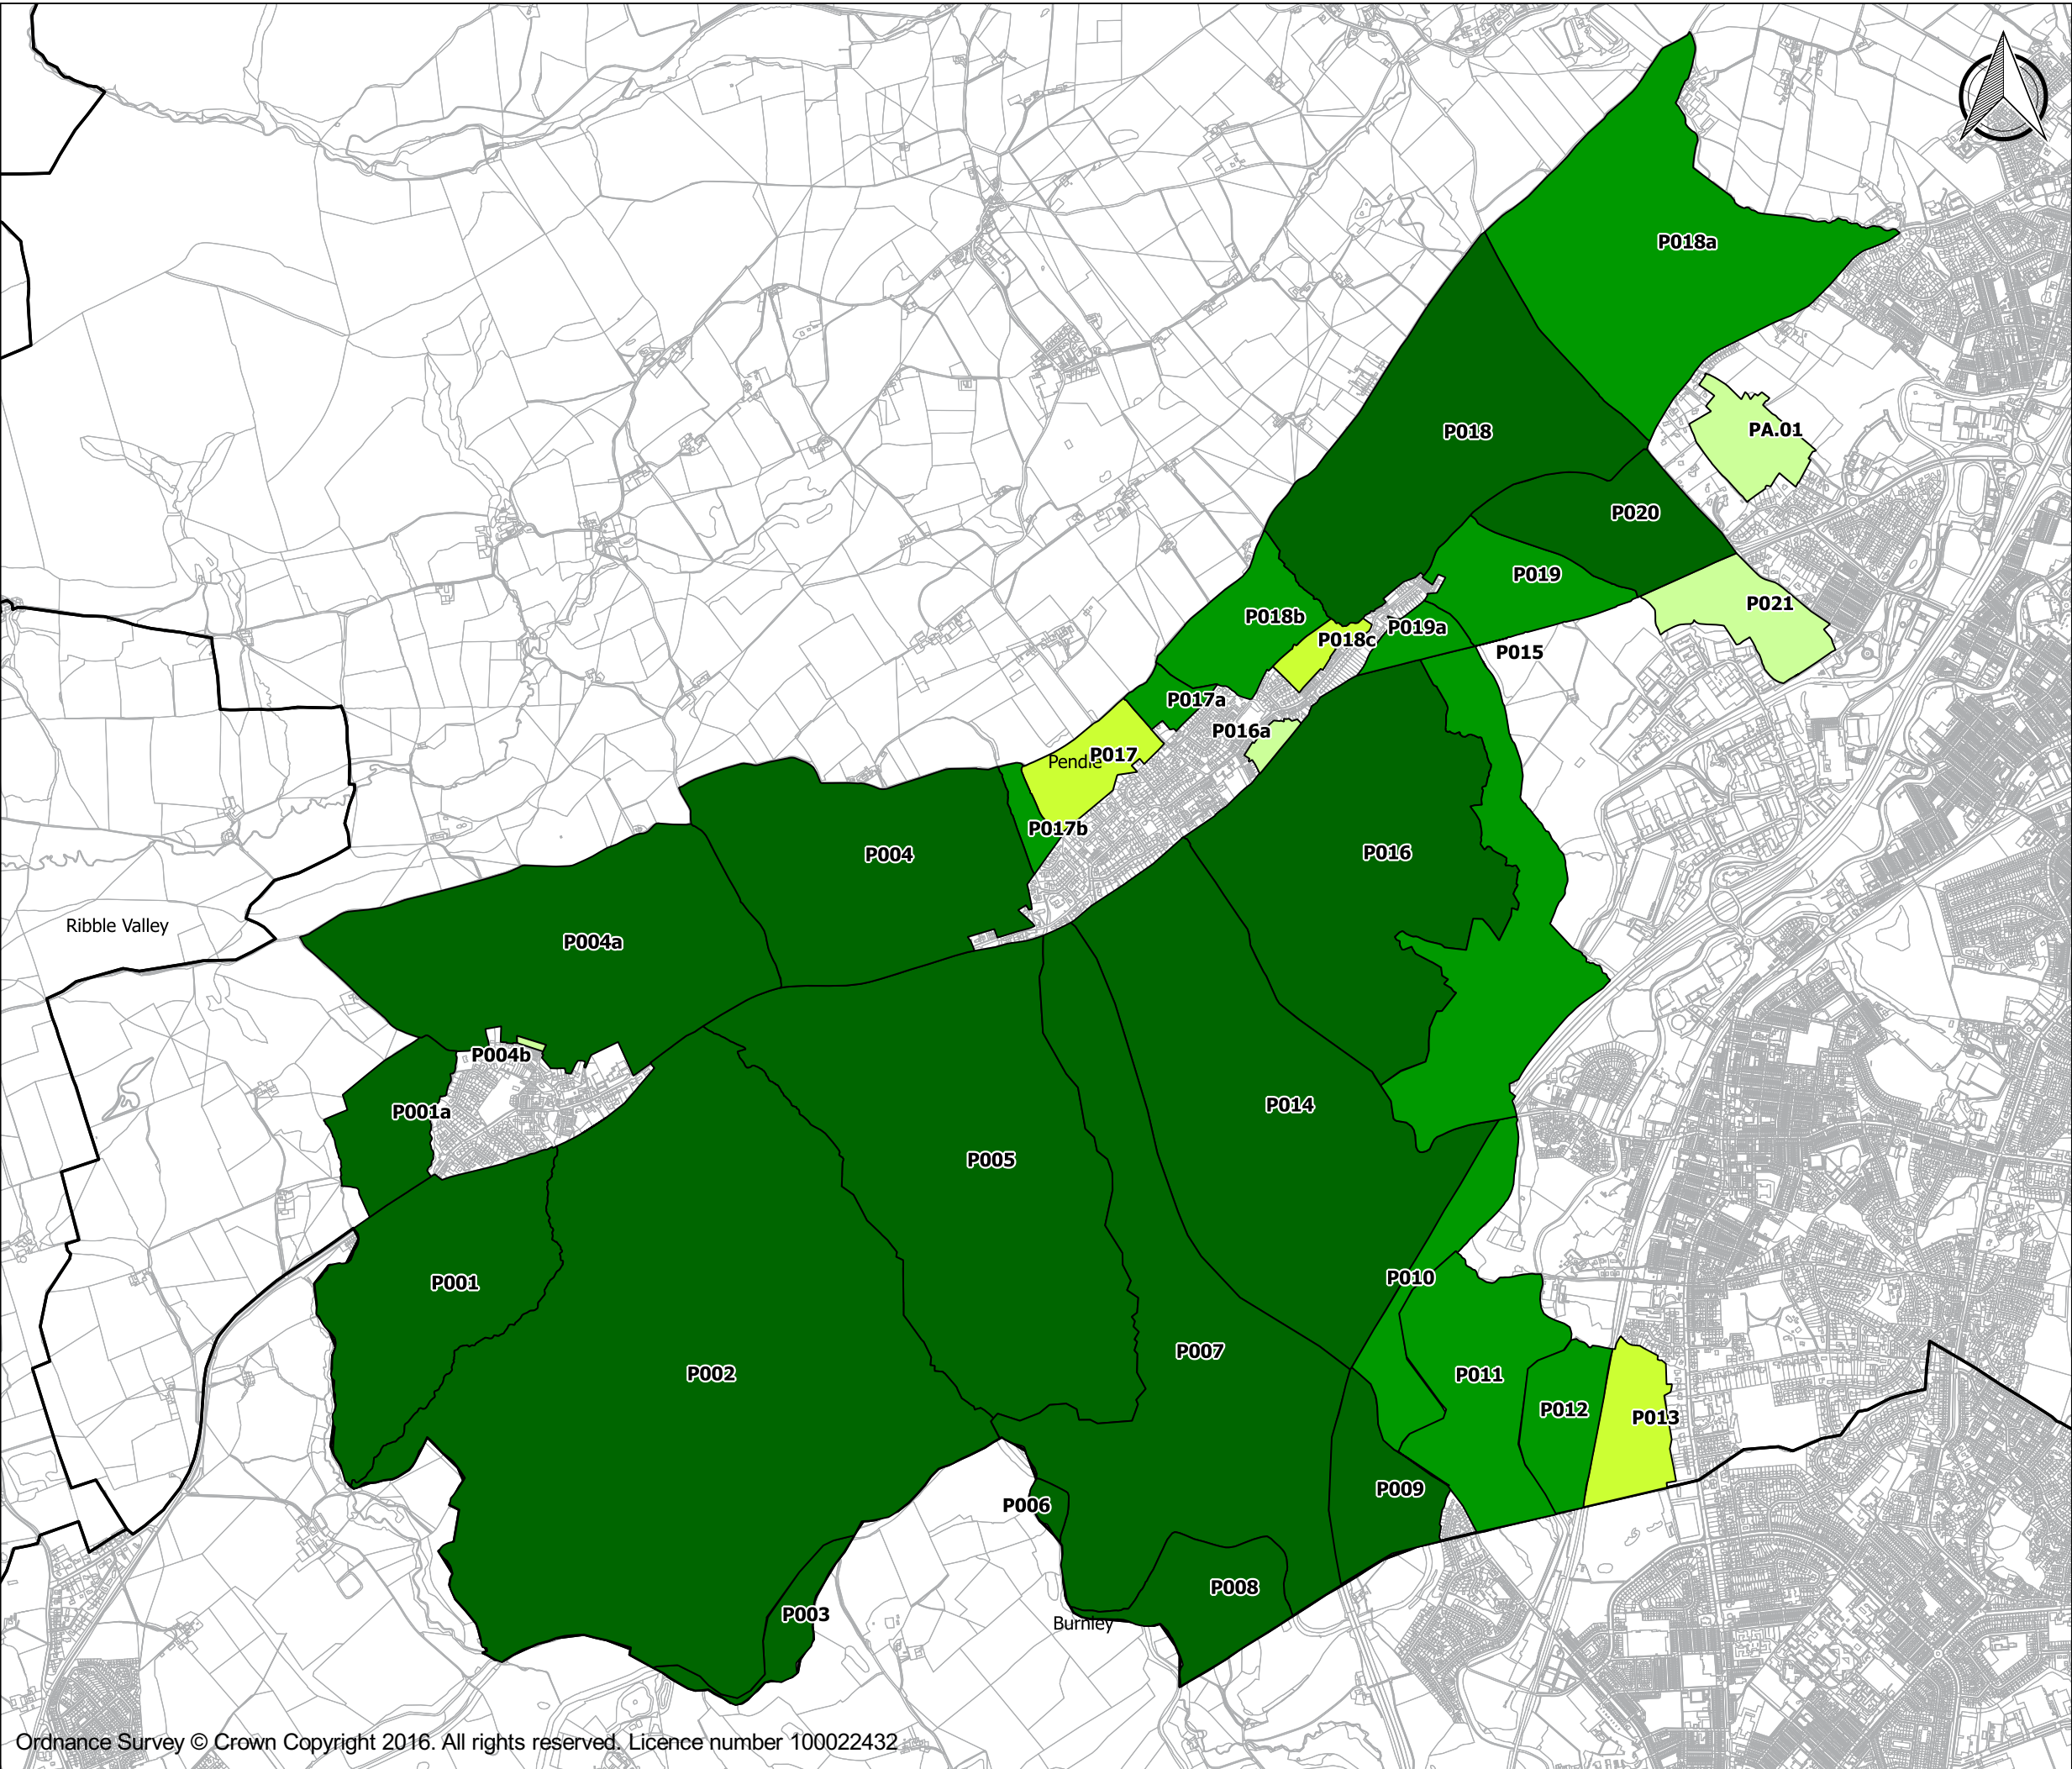 P018a
PA.01
P018
P020
P019
P021
P018b
P019a
P018c
P015
P017a
P016a
P017
Pendle
P017b
P016
P004
Ribble Valley
P004a
P004b
P001a
P014
P005
P010
P001
P007
P002
P011
P012
P013
P009
P006
P008
P003
Burnley
Ordnance Survey © Crown Copyright 2016. All rights reserved. Licence number 100022432